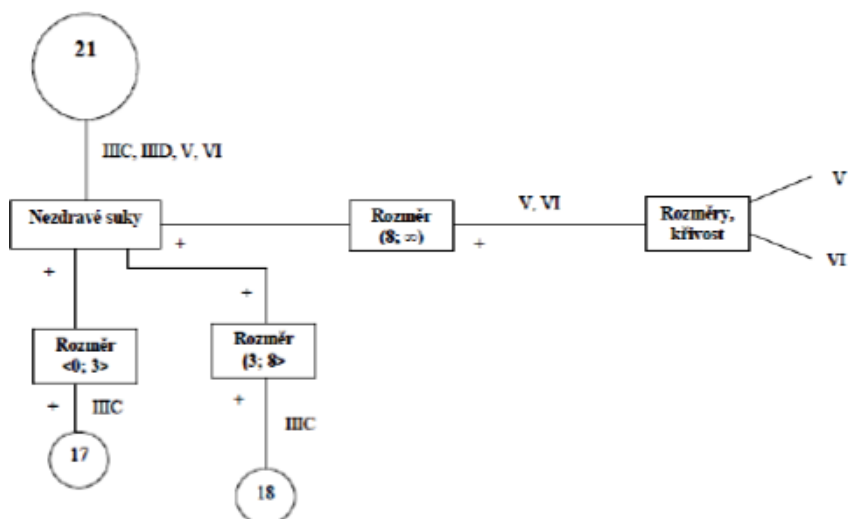 21
IIIC, IIID, V, VI
Nezdravé suky
+
+
+
Rozměr
(8; ∞)
+
V, VI
Rozměry,
křivost
V
VI
Rozměr
<0; 3>
+
IIIC
17
Rozměr
(3; 8>
+
IIIC
18